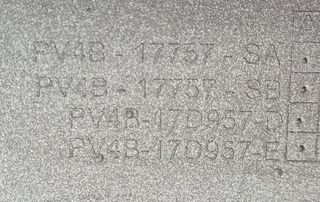 PV4B - 17757 - SA
PV4B - 17757 - SB
PV4B-17D957-D
PV4B-17D957-E
A